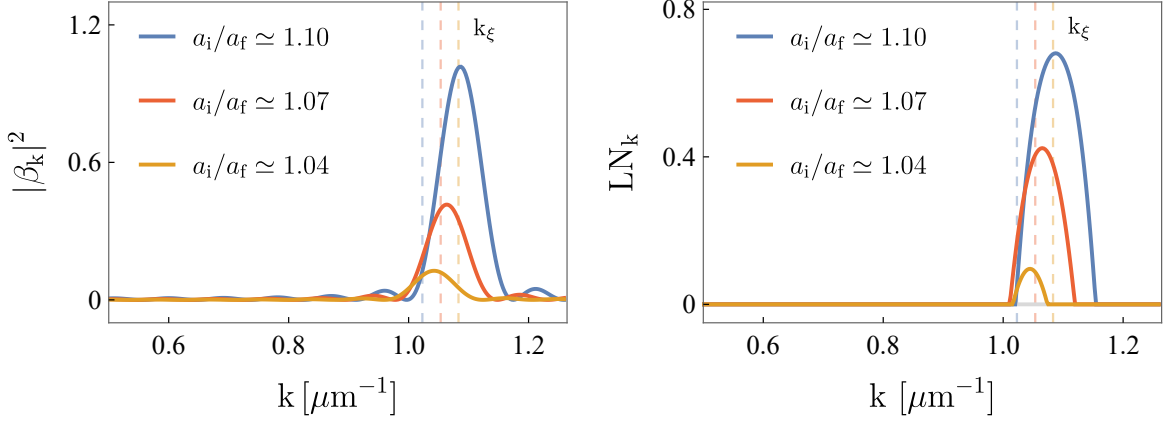 1.2
0.6
0
|β_k|^2
a_i/a_f ≃ 1.10
a_i/a_f ≃ 1.07
a_i/a_f ≃ 1.04
k_ξ
0.6 0.8 1.0 1.2
k [μm^−1]
0.8
0.4
0
LN_k
a_i/a_f ≃ 1.10
a_i/a_f ≃ 1.07
a_i/a_f ≃ 1.04
k_ξ
0.6 0.8 1.0 1.2
k [μm^−1]